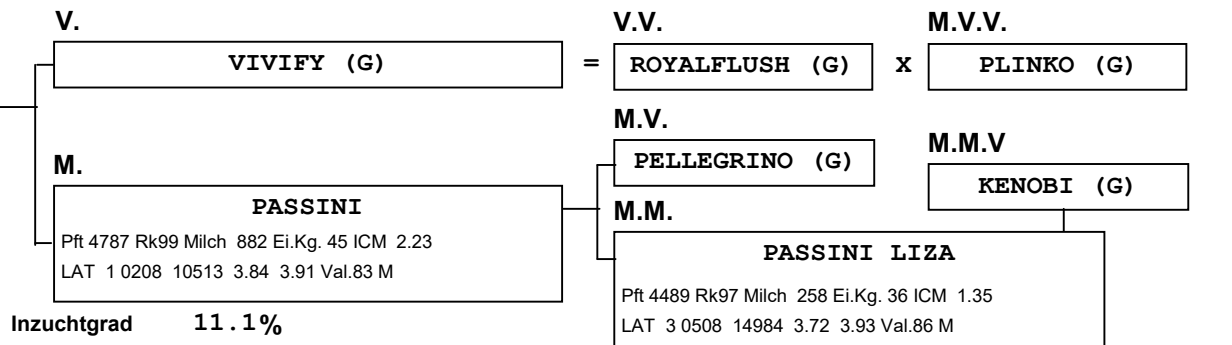 V. V.V. M.V.V.
VIVIFY (G) = ROYALFLUSH (G) X PLINKO (G)
M.V.
PELLEGRINO (G)
M.M.V
KENOBI (G)
M.
PASSINI
Pft 4787 Rk99 Milch 882 Ei.Kg. 45 ICM 2.23
LAT 1 0208 10513 3.84 3.91 Val.83 M
M.M.
PASSINI LIZA
Pft 4489 Rk97 Milch 258 Ei.Kg. 36 ICM 1.35
LAT 3 0508 14984 3.72 3.93 Val.86 M
Inzuchtgrad 11.1%